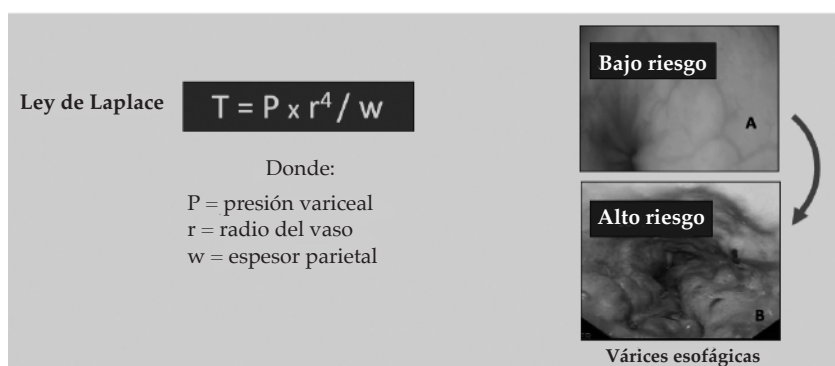 Ley de Laplace
T = P x r⁴ / w
Donde:
P = presión variceal
r = radio del vaso
w = espesor parietal
Bajo riesgo
A
Alto riesgo
B
Várices esofágicas